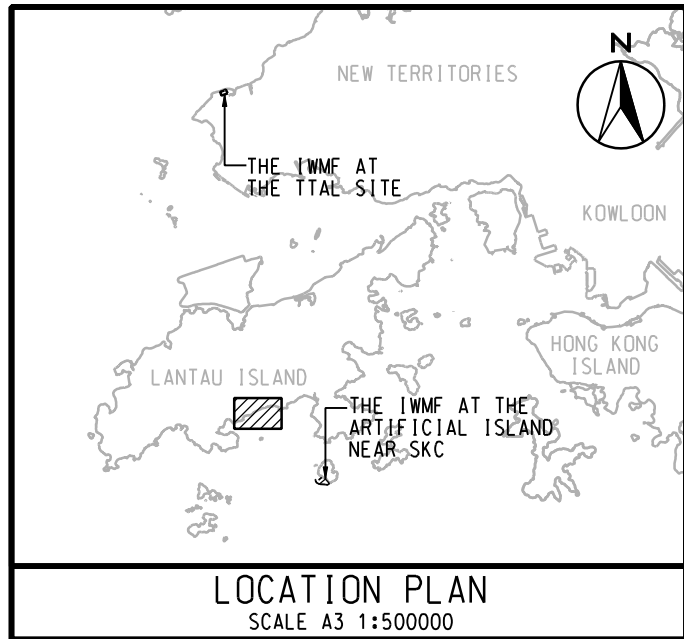 N
NEW TERRITORIES
THE IWMF AT
THE TTAL SITE
KOWLOON
HONG KONG
ISLAND
LANTAU ISLAND
THE IWMF AT THE
ARTIFICIAL ISLAND
NEAR SKC
LOCATION PLAN
SCALE A3 1:500000